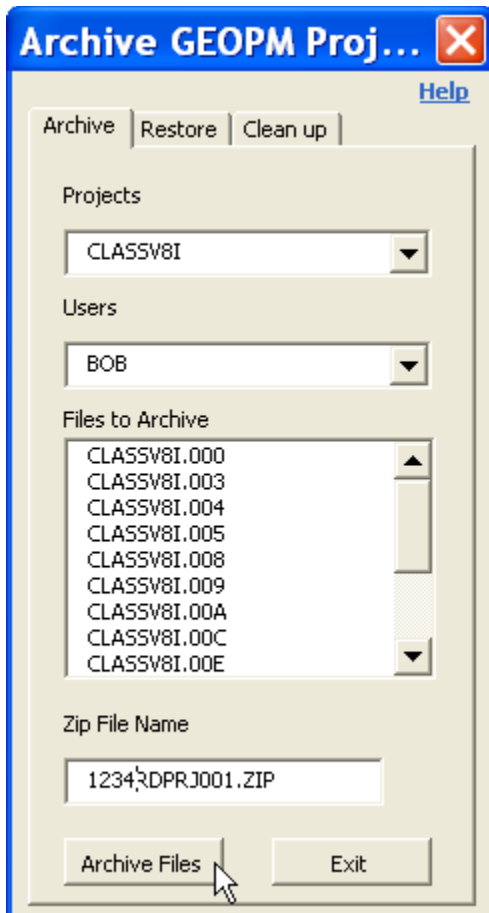 Archive GEOPM Proj...
Help
Archive Restore Clean up
Projects
CLASSV8I
Users
BOB
Files to Archive
CLASSV8I.000
CLASSV8I.003
CLASSV8I.004
CLASSV8I.005
CLASSV8I.008
CLASSV8I.009
CLASSV8I.00A
CLASSV8I.00C
CLASSV8I.00E
Zip File Name
1234RDPRJ001.ZIP
Archive Files Exit